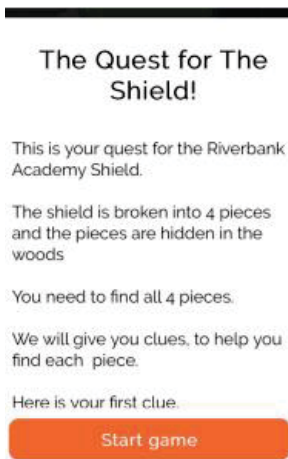 The Quest for The
Shield!
This is your quest for the Riverbank
Academy Shield.
The shield is broken into 4 pieces
and the pieces are hidden in the
woods
You need to find all 4 pieces.
We will give you clues, to help you
find each piece.
Here is your first clue.
Start game